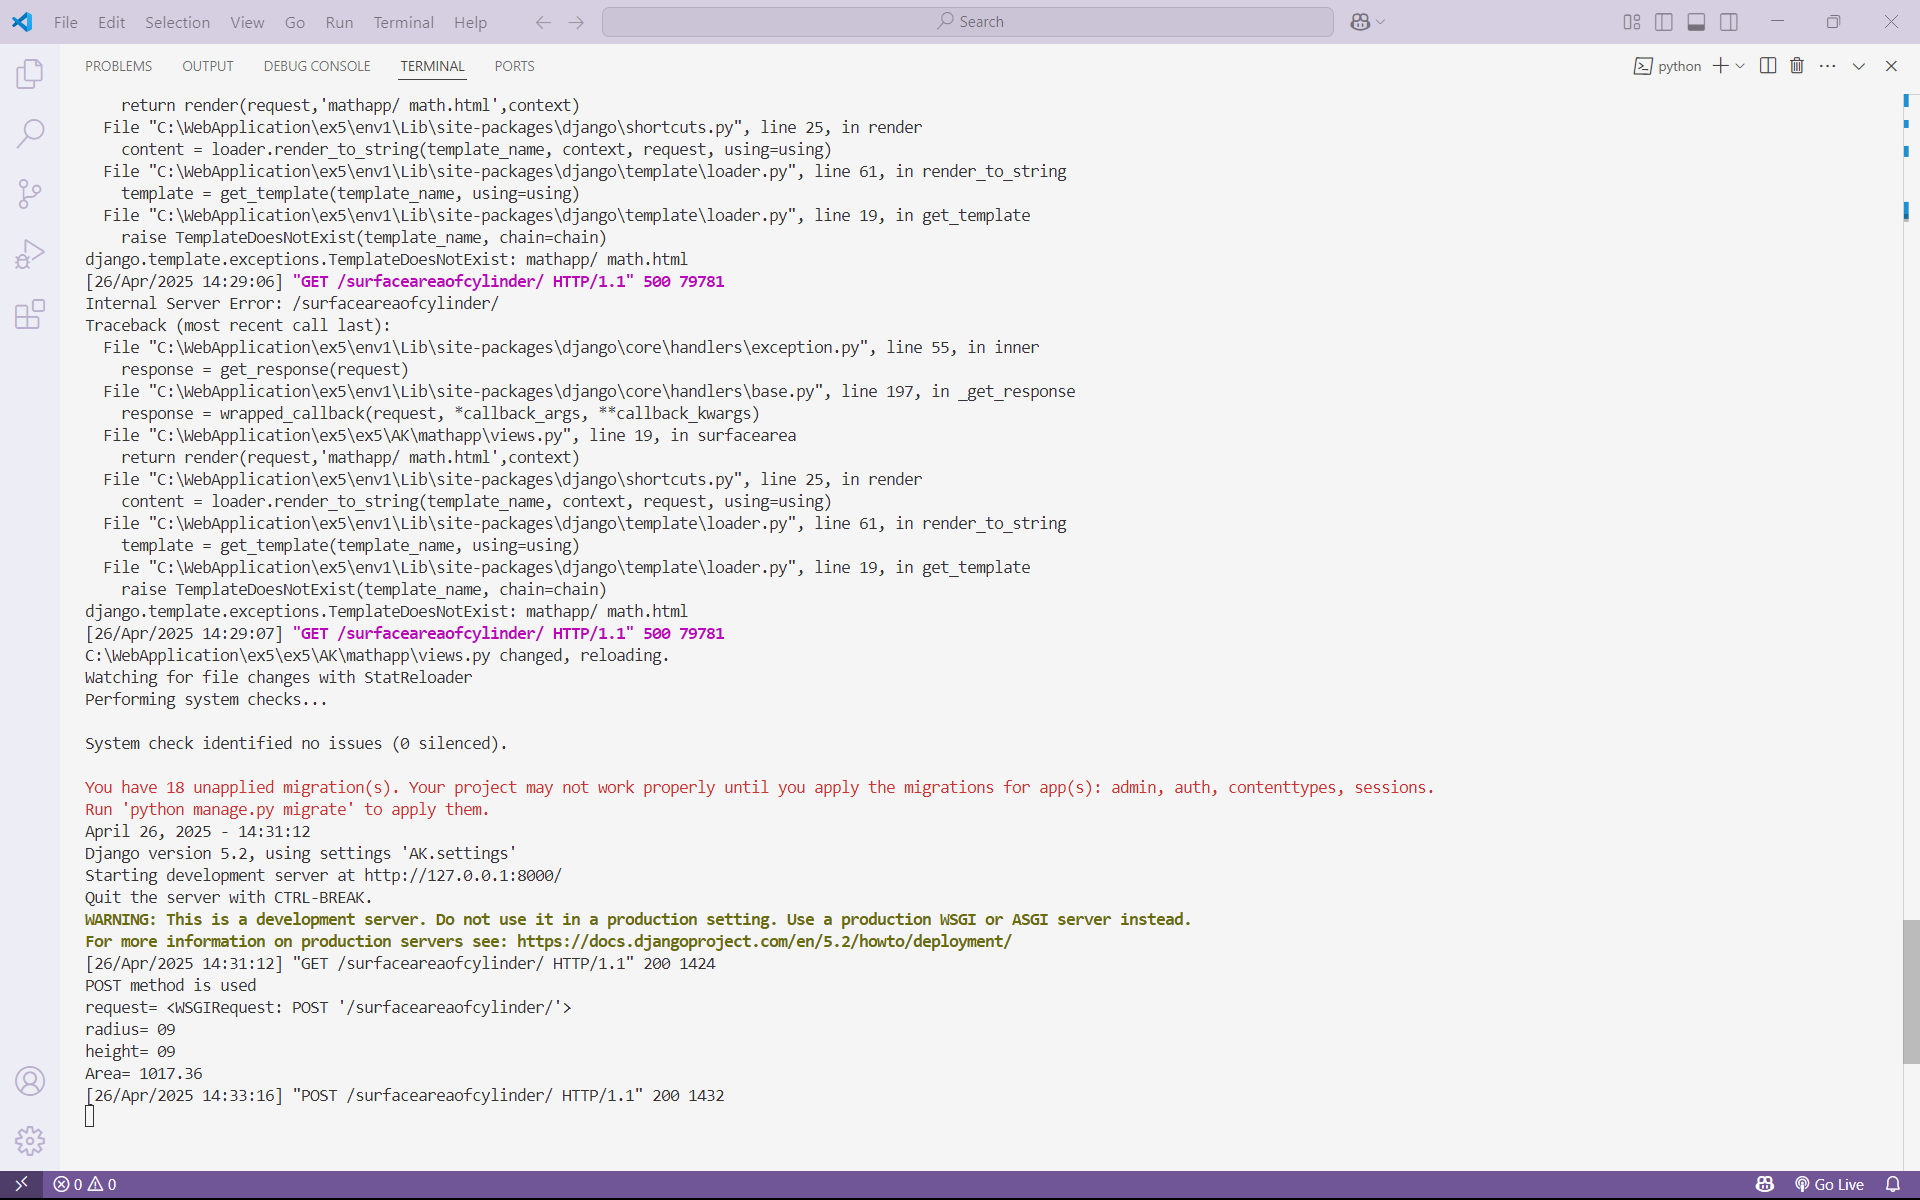 File Edit Selection View Go Run Terminal Help Search
PROBLEMS OUTPUT DEBUG CONSOLE TERMINAL PORTS python
return render(request,'mathapp/ math.html',context)
File "C:\WebApplication\ex5\env1\Lib\site-packages\django\shortcuts.py", line 25, in render
content = loader.render_to_string(template_name, context, request, using=using)
File "C:\WebApplication\ex5\env1\Lib\site-packages\django\template\loader.py", line 61, in render_to_string
template = get_template(template_name, using=using)
File "C:\WebApplication\ex5\env1\Lib\site-packages\django\template\loader.py", line 19, in get_template
raise TemplateDoesNotExist(template_name, chain=chain)
django.template.exceptions.TemplateDoesNotExist: mathapp/ math.html
[26/Apr/2025 14:29:06] "GET /surfaceareaofcylinder/ HTTP/1.1" 500 79781
Internal Server Error: /surfaceareaofcylinder/
Traceback (most recent call last):
File "C:\WebApplication\ex5\env1\Lib\site-packages\django\core\handlers\exception.py", line 55, in inner
response = get_response(request)
File "C:\WebApplication\ex5\env1\Lib\site-packages\django\core\handlers\base.py", line 197, in _get_response
response = wrapped_callback(request, *callback_args, **callback_kwargs)
File "C:\WebApplication\ex5\ex5\AK\mathapp\views.py", line 19, in surfacearea
return render(request,'mathapp/ math.html',context)
File "C:\WebApplication\ex5\env1\Lib\site-packages\django\shortcuts.py", line 25, in render
content = loader.render_to_string(template_name, context, request, using=using)
File "C:\WebApplication\ex5\env1\Lib\site-packages\django\template\loader.py", line 61, in render_to_string
template = get_template(template_name, using=using)
File "C:\WebApplication\ex5\env1\Lib\site-packages\django\template\loader.py", line 19, in get_template
raise TemplateDoesNotExist(template_name, chain=chain)
django.template.exceptions.TemplateDoesNotExist: mathapp/ math.html
[26/Apr/2025 14:29:07] "GET /surfaceareaofcylinder/ HTTP/1.1" 500 79781
C:\WebApplication\ex5\ex5\AK\mathapp\views.py changed, reloading.
Watching for file changes with StatReloader
Performing system checks...
System check identified no issues (0 silenced).
You have 18 unapplied migration(s). Your project may not work properly until you apply the migrations for app(s): admin, auth, contenttypes, sessions.
Run 'python manage.py migrate' to apply them.
April 26, 2025 - 14:31:12
Django version 5.2, using settings 'AK.settings'
Starting development server at http://127.0.0.1:8000/
Quit the server with CTRL-BREAK.
WARNING: This is a development server. Do not use it in a production setting. Use a production WSGI or ASGI server instead.
For more information on production servers see: https://docs.djangoproject.com/en/5.2/howto/deployment/
[26/Apr/2025 14:31:12] "GET /surfaceareaofcylinder/ HTTP/1.1" 200 1424
POST method is used
request= <WSGIRequest: POST '/surfaceareaofcylinder/'>
radius= 09
height= 09
Area= 1017.36
[26/Apr/2025 14:33:16] "POST /surfaceareaofcylinder/ HTTP/1.1" 200 1432
0 0 Go Live